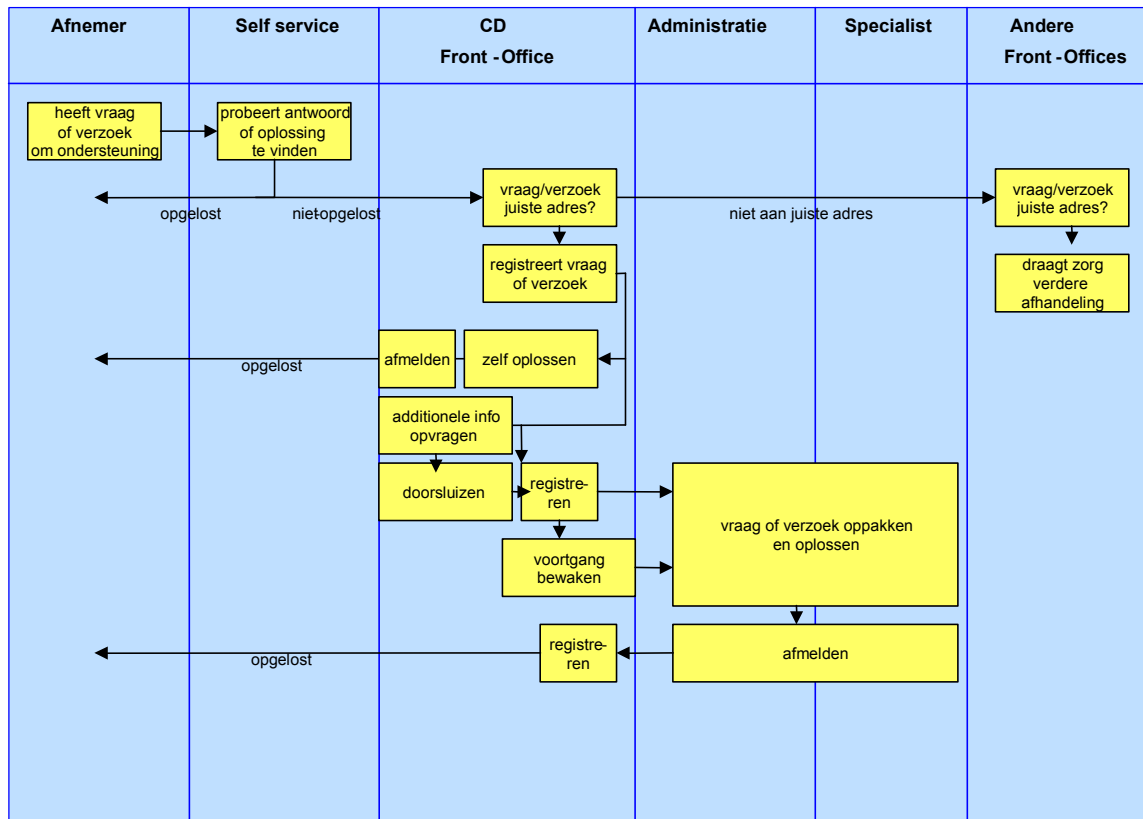 Afnemer
Self service
CD
Front -Office
Administratie
Specialist
Andere
Front -Offices
heeft vraag
of verzoek
om ondersteuning
probeert antwoord
of oplossing
te vinden
opgelost
niet-opgelost
vraag/verzoek
juiste adres?
niet aan juiste adres
vraag/verzoek
juiste adres?
registreert vraag
of verzoek
draagt zorg
verdere
afhandeling
opgelost
afmelden
zelf oplossen
additionele info
opvragen
doorsluizen
registre-
ren
vraag of verzoek oppakken
en oplossen
voortgang
bewaken
opgelost
registre-
ren
afmelden